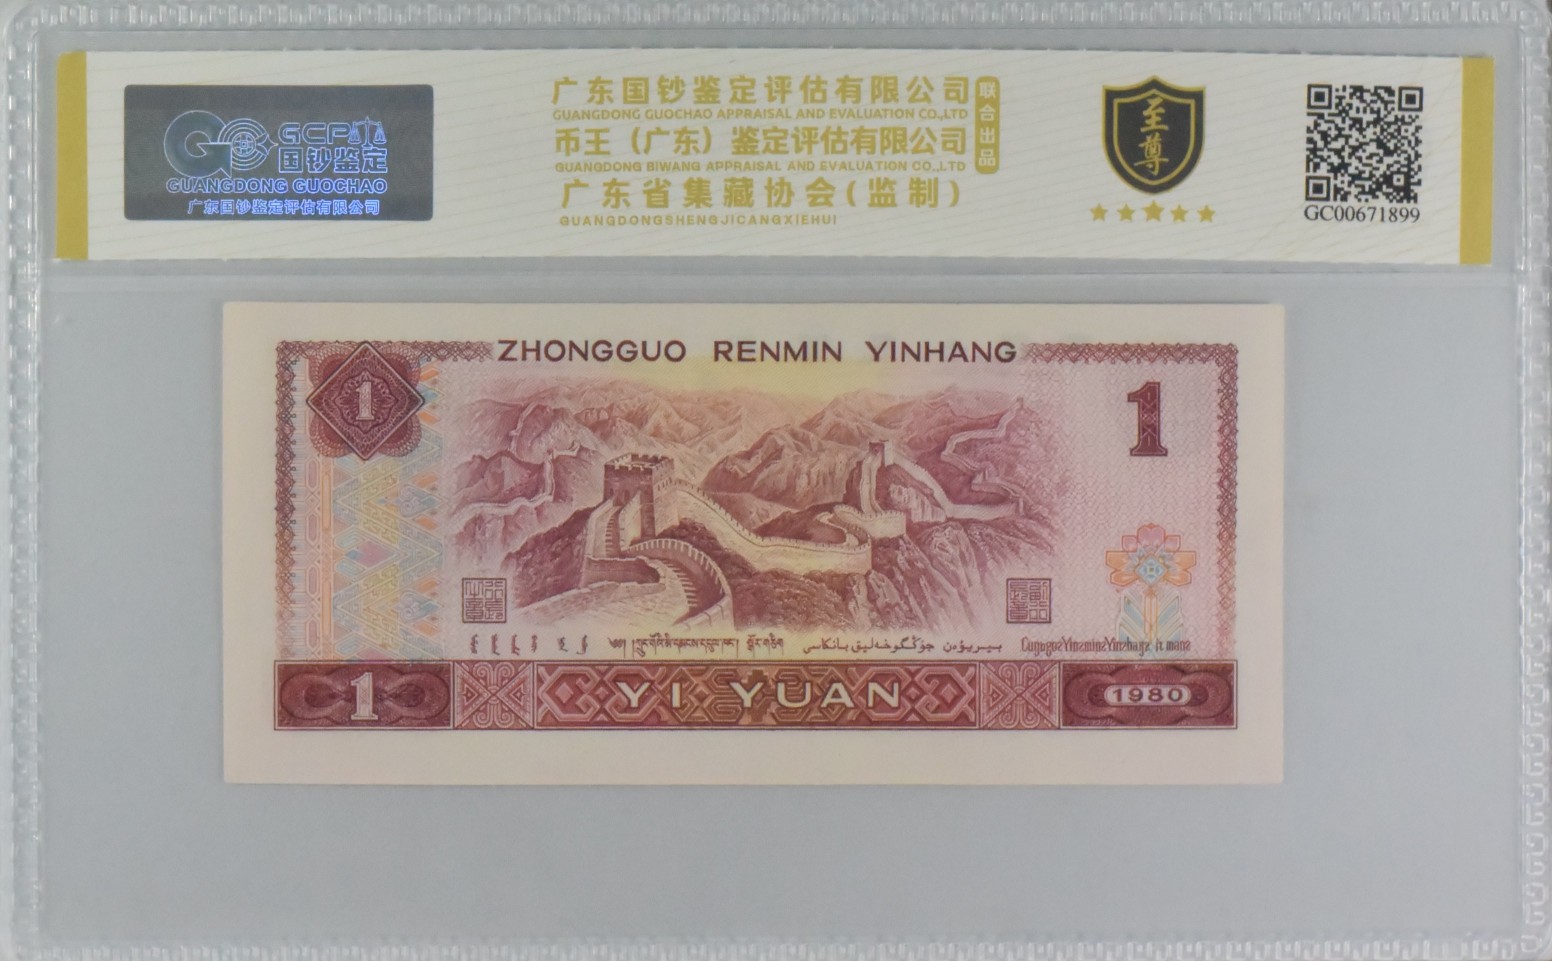 GCP
国钞鉴定
GUANGDONG GUOCHAO
广东国钞鉴定评估有限公司
广东国钞鉴定评估有限公司
GUANGDONG GUOCHAO APPRAISAL AND EVALUATION CO.,LTD
币王（广东）鉴定评估有限公司
GUANGDONG BIWANG APPRAISAL AND EVALUATION CO.,LTD
广东省集藏协会(监制)
GUANGDONGSHENGJICANGXIEHUI
联合出品
至尊
GC00671899
ZHONGGUO RENMIN YINHANG
1
1
1 YI YUAN 1980